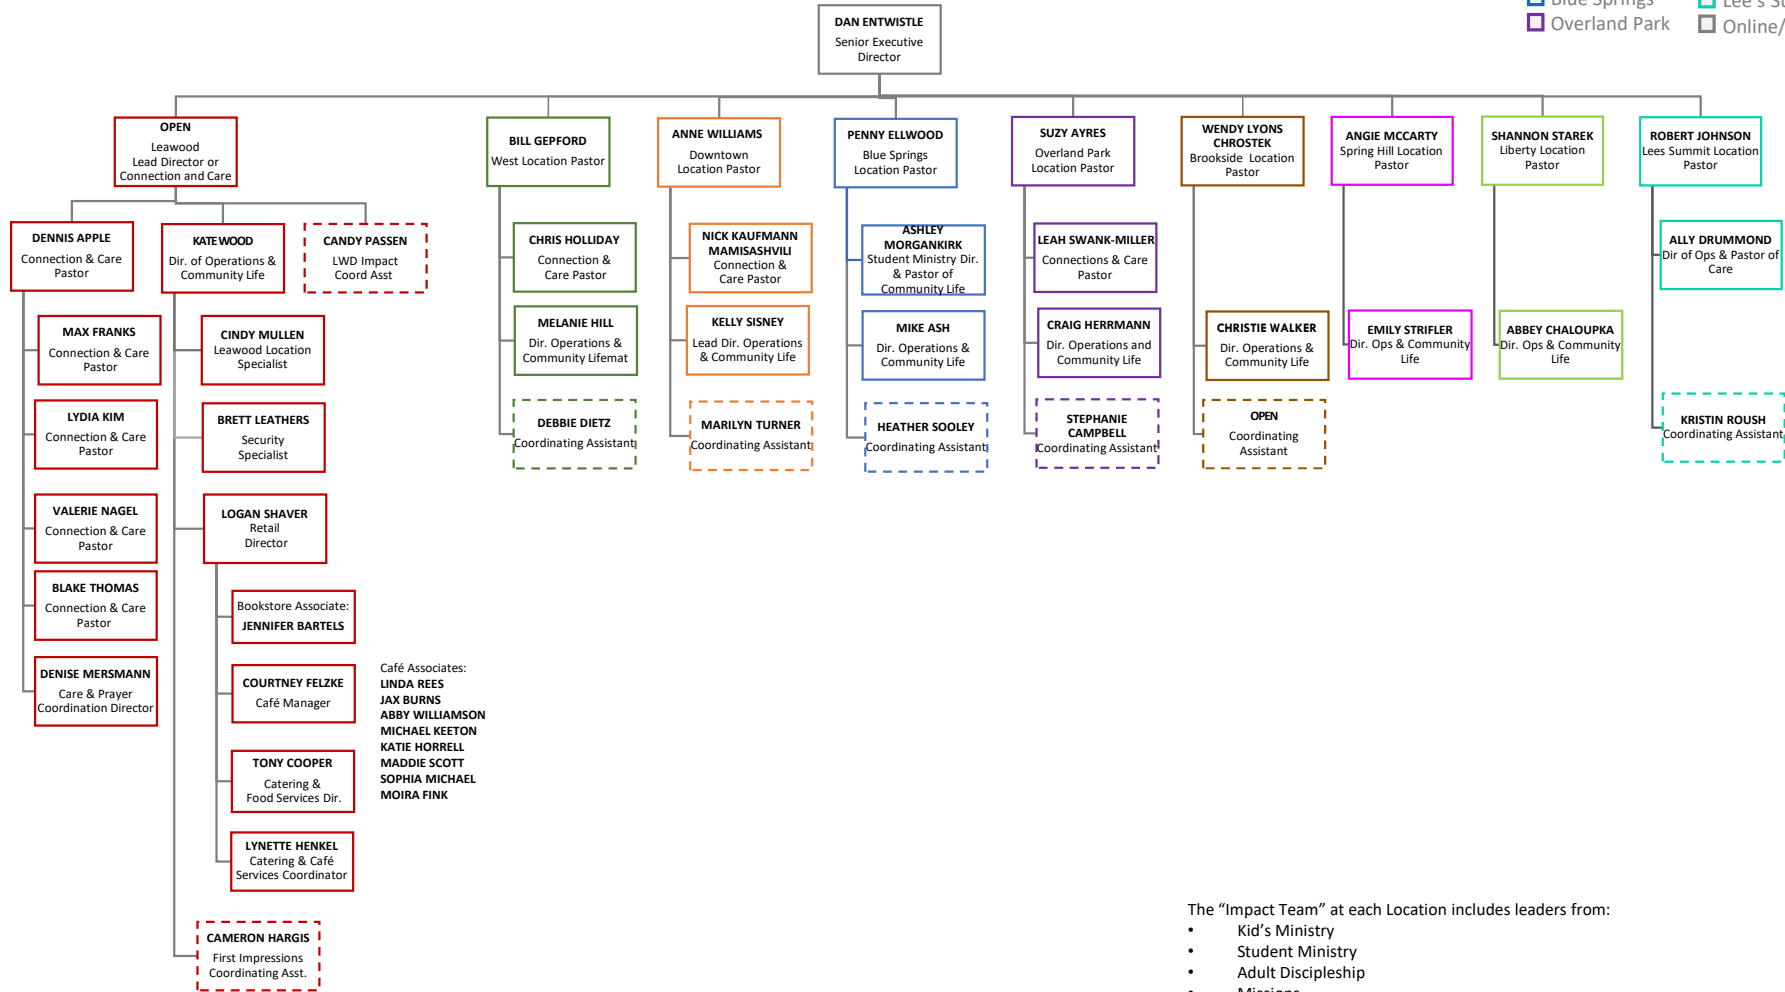 DAN ENTWISTLE
Senior Executive
Director
Blue Springs
Overland Park
Online/
OPEN
Leawood
Lead Director or
Connection and Care
BILL GEPFORD
West Location Pastor
ANNE WILLIAMS
Downtown
Location Pastor
PENNY ELLWOOD
Blue Springs
Location Pastor
SUZY AYRES
Overland Park
Location Pastor
WENDY LYONS
CHROSTEK
Brookside Location
Pastor
ANGIE MCCARTY
Spring Hill Location
Pastor
SHANNON STAREK
Liberty Location
Pastor
ROBERT JOHNSON
Lees Summit Location
Pastor
DENNIS APPLE
Connection & Care
Pastor
KATE WOOD
Dir. of Operations &
Community Life
CANDY PASSEN
LWD Impact
Coord Asst
CHRIS HOLLIDAY
Connection &
Care Pastor
NICK KAUFMANN
MAMISASHVILI
Connection &
Care Pastor
ASHLEY
MORGANKIRK
Student Ministry Dir.
& Pastor of
Community Life
LEAH SWANK-MILLER
Connections & Care
Pastor
ALLY DRUMMOND
Dir of Ops & Pastor of
Care
MAX FRANKS
Connection & Care
Pastor
CINDY MULLEN
Leawood Location
Specialist
MELANIE HILL
Dir. Operations &
Community Lifemat
KELLY SISNEY
Lead Dir. Operations
& Community Life
MIKE ASH
Dir. Operations &
Community Life
CRAIG HERRMANN
Dir. Operations and
Community Life
CHRISTIE WALKER
Dir. Operations &
Community Life
EMILY STRIFLER
Dir. Ops & Community
Life
ABBEY CHALOUPKA
Dir. Ops & Community
Life
LYDIA KIM
Connection & Care
Pastor
BRETT LEATHERS
Security
Specialist
DEBBIE DIETZ
Coordinating Assistant
MARILYN TURNER
Coordinating Assistant
HEATHER SOOLEY
Coordinating Assistant
STEPHANIE
CAMPBELL
Coordinating Assistant
OPEN
Coordinating
Assistant
KRISTIN ROUSH
Coordinating Assistant
VALERIE NAGEL
Connection & Care
Pastor
LOGAN SHAVER
Retail
Director
BLAKE THOMAS
Connection & Care
Pastor
Bookstore Associate:
JENNIFER BARTELS
DENISE MERSMANN
Care & Prayer
Coordination Director
COURTNEY FELZKE
Café Manager
Café Associates:
LINDA REES
JAX BURNS
ABBY WILLIAMSON
MICHAEL KEETON
KATIE HORRELL
MADDIE SCOTT
SOPHIA MICHAEL
MOIRA FINK
TONY COOPER
Catering &
Food Services Dir.
LYNETTE HENKEL
Catering & Café
Services Coordinator
CAMERON HARGIS
First Impressions
Coordinating Asst.
The “Impact Team” at each Location includes leaders from:
• Kid’s Ministry
• Student Ministry
• Adult Discipleship
• Missions